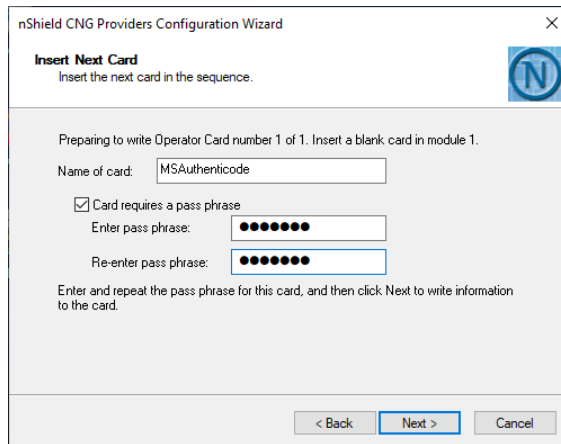 nShield CNG Providers Configuration Wizard
Insert Next Card
Insert the next card in the sequence.
N
Preparing to write Operator Card number 1 of 1. Insert a blank card in module 1.
Name of card: MSAuthenticode
Card requires a pass phrase
Enter pass phrase: ●●●●●●●
Re-enter pass phrase: ●●●●●●●
Enter and repeat the pass phrase for this card, and then click Next to write information
to the card.
< Back Next > Cancel